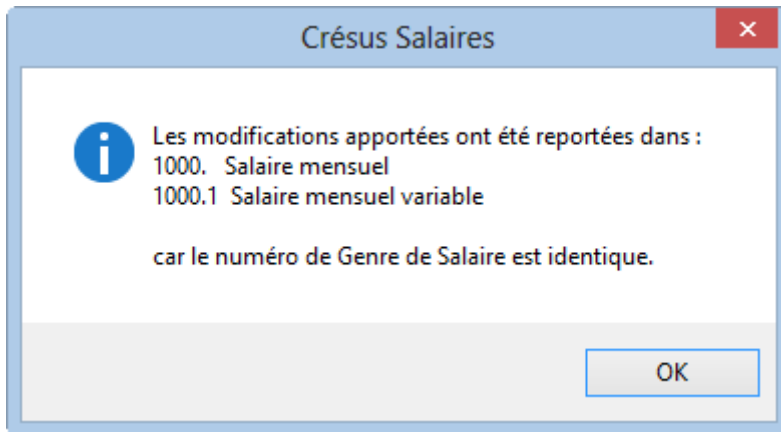 Crésus Salaires
Les modifications apportées ont été reportées dans :
1000. Salaire mensuel
1000.1 Salaire mensuel variable
car le numéro de Genre de Salaire est identique.
OK